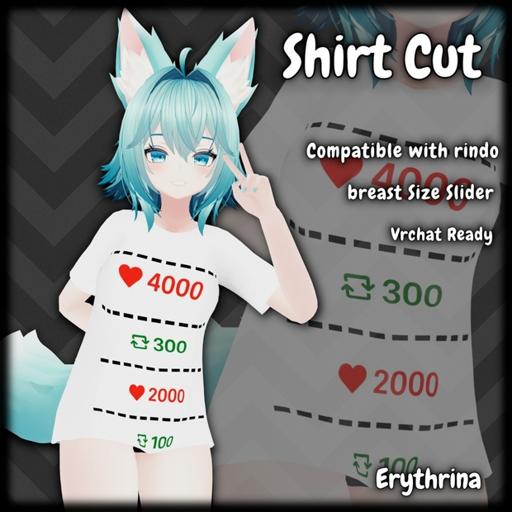 Shirt Cut
Compatible with rindo
breast Size Slider
Vrchat Ready
4000
300
2000
100
4000
300
2000
100
Erythrina